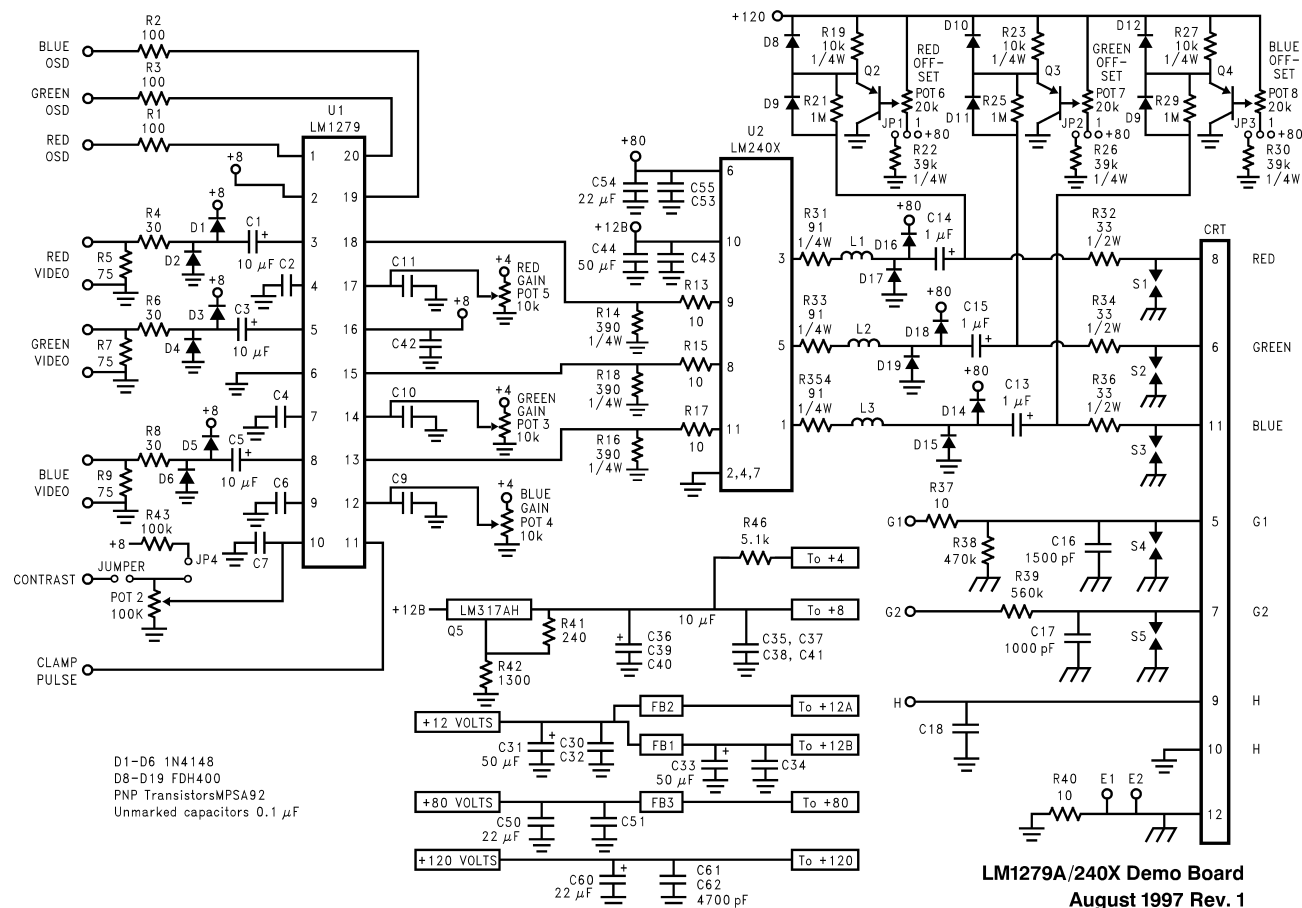 R2
100
BLUE
OSD
R3
100
GREEN
OSD
R1
100
RED
OSD
U1
LM1279
1
2
3
4
5
6
7
8
9
10
20
19
18
17
16
15
14
13
12
11
+8
+8
R4
30
D1
C1
10 µF
D2
RED
VIDEO
R5
75
C2
R6
30
+8
D3
C3
10 µF
D4
GREEN
VIDEO
R7
75
C4
R8
30
+8
D5
C5
10 µF
D6
BLUE
VIDEO
R9
75
C6
R43
100k
+8
JP4
C7
CONTRAST
JUMPER
POT 2
100K
CLAMP
PULSE
C11
+4
RED
GAIN
POT 5
10k
+8
C42
C10
+4
GREEN
GAIN
POT 3
10k
C9
+4
BLUE
GAIN
POT 4
10k
R14
390
1/4W
R13
10
R18
390
1/4W
R15
10
R16
390
1/4W
R17
10
+80
C54
22 µF
C55
C53
+12B
C44
50 µF
C43
U2
LM240X
6
10
9
8
11
2,4,7
3
5
1
+120
D8
D9
R19
10k
1/4W
Q2
R21
1M
RED
OFF-
SET
POT6
20k
JP1
1
+80
R22
39k
1/4W
D10
D11
R23
10k
1/4W
Q3
R25
1M
GREEN
OFF-
SET
POT7
20k
JP2
1
+80
R26
39k
1/4W
D12
D9
R27
10k
1/4W
Q4
R29
1M
BLUE
OFF-
SET
POT8
20k
JP3
1
+80
R30
39k
1/4W
R31
91
1/4W
L1
D16
D17
+80
C14
1 µF
R32
33
1/2W
S1
R33
91
1/4W
L2
D18
D19
+80
C15
1 µF
R34
33
1/2W
S2
R354
91
1/4W
L3
D14
D15
+80
C13
1 µF
R36
33
1/2W
S3
CRT
8
RED
6
GREEN
11
BLUE
5
G1
7
G2
9
H
10
H
12
G1
R37
10
R38
470k
C16
1500 pF
S4
G2
R39
560k
C17
1000 pF
S5
H
C18
R40
10
E1
E2
R46
5.1k
To +4
+12B
LM317AH
Q5
R41
240
R42
1300
10 µF
C36
C39
C40
C35, C37
C38, C41
To +8
+12 VOLTS
C31
50 µF
C30
C32
FB2
To +12A
FB1
C33
50 µF
C34
To +12B
+80 VOLTS
C50
22 µF
C51
FB3
To +80
+120 VOLTS
C60
22 µF
C61
C62
4700 pF
To +120
D1-D6 1N4148
D8-D19 FDH400
PNP TransistorsMPSA92
Unmarked capacitors 0.1 µF
LM1279A/240X Demo Board
August 1997 Rev. 1